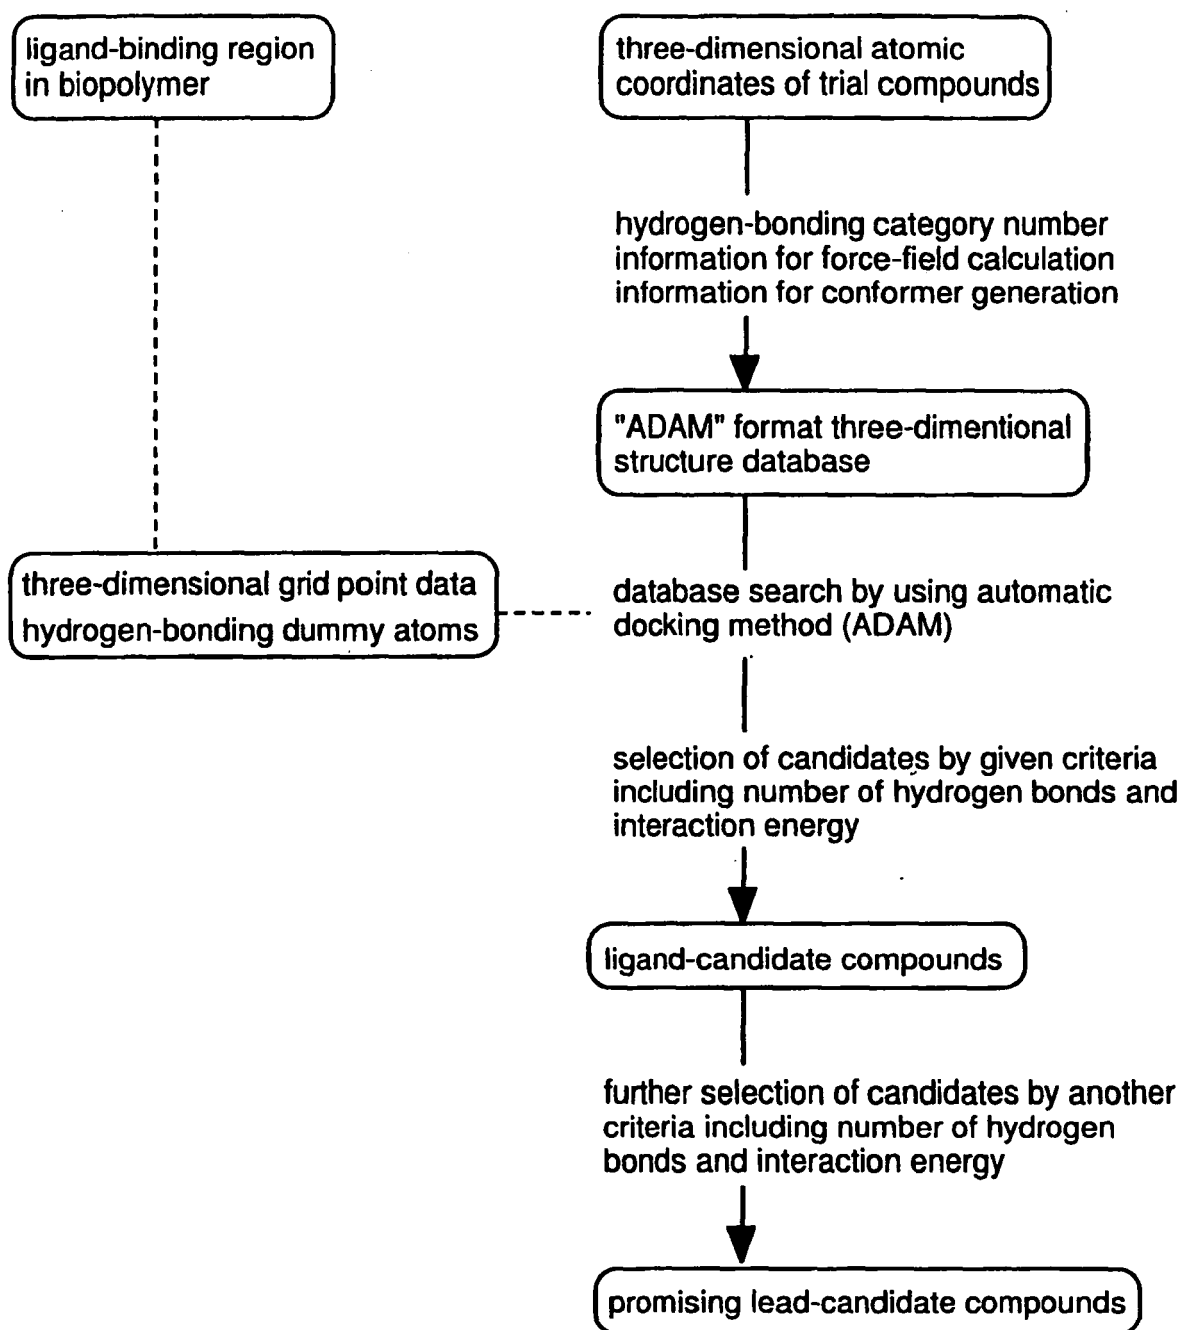 ligand-binding region
in biopolymer
three-dimensional atomic
coordinates of trial compounds
hydrogen-bonding category number
information for force-field calculation
information for conformer generation
"ADAM" format three-dimentional
structure database
three-dimensional grid point data
hydrogen-bonding dummy atoms
database search by using automatic
docking method (ADAM)
selection of candidates by given criteria
including number of hydrogen bonds and
interaction energy
ligand-candidate compounds
further selection of candidates by another
criteria including number of hydrogen
bonds and interaction energy
promising lead-candidate compounds